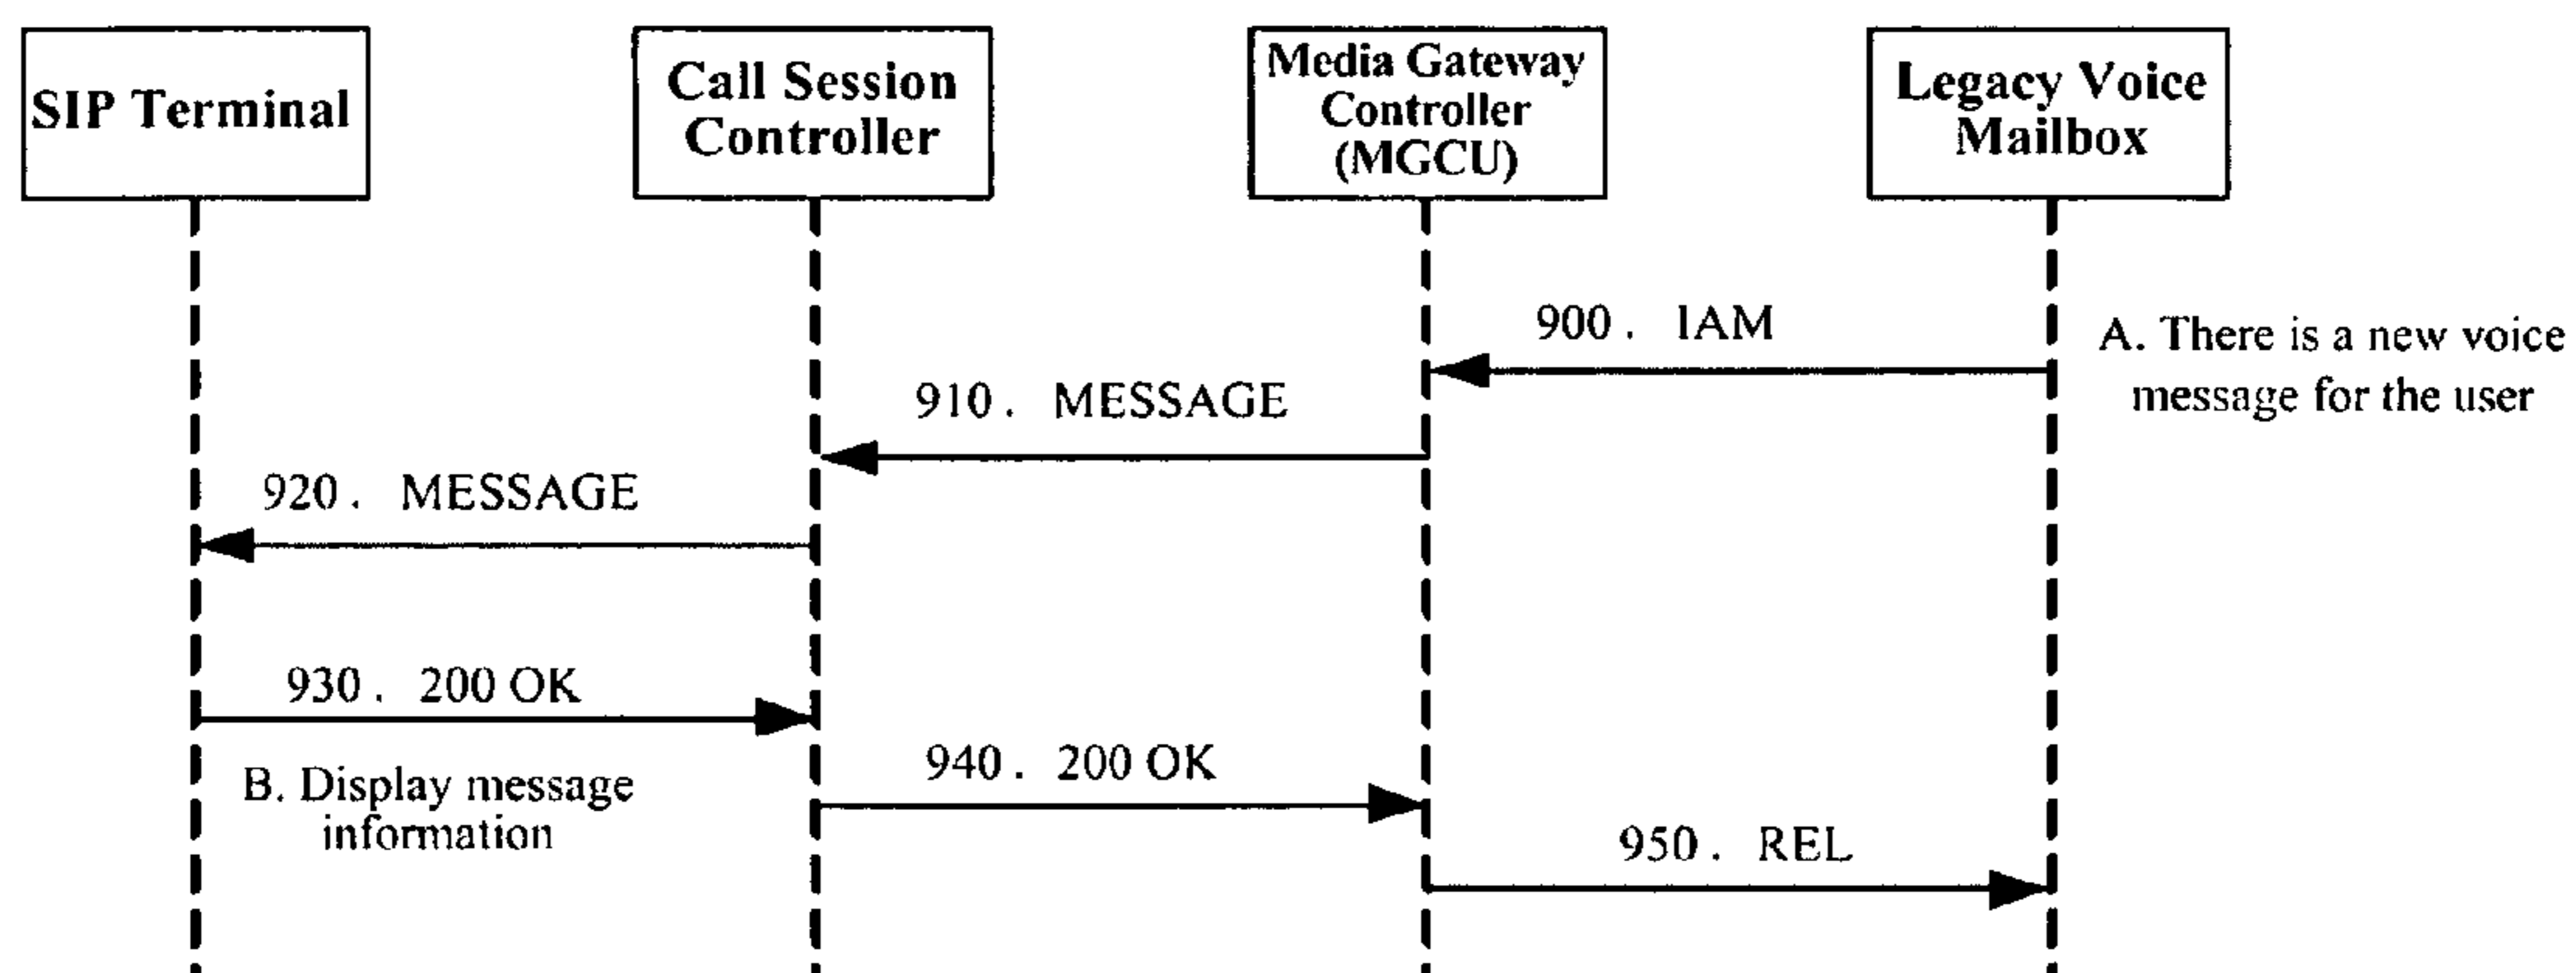 SIP Terminal
Call Session
Controller
Media Gateway
Controller
(MGCU)
Legacy Voice
Mailbox
900. IAM
A. There is a new voice
message for the user
910. MESSAGE
920. MESSAGE
930. 200 OK
B. Display message
information
940. 200 OK
950. REL